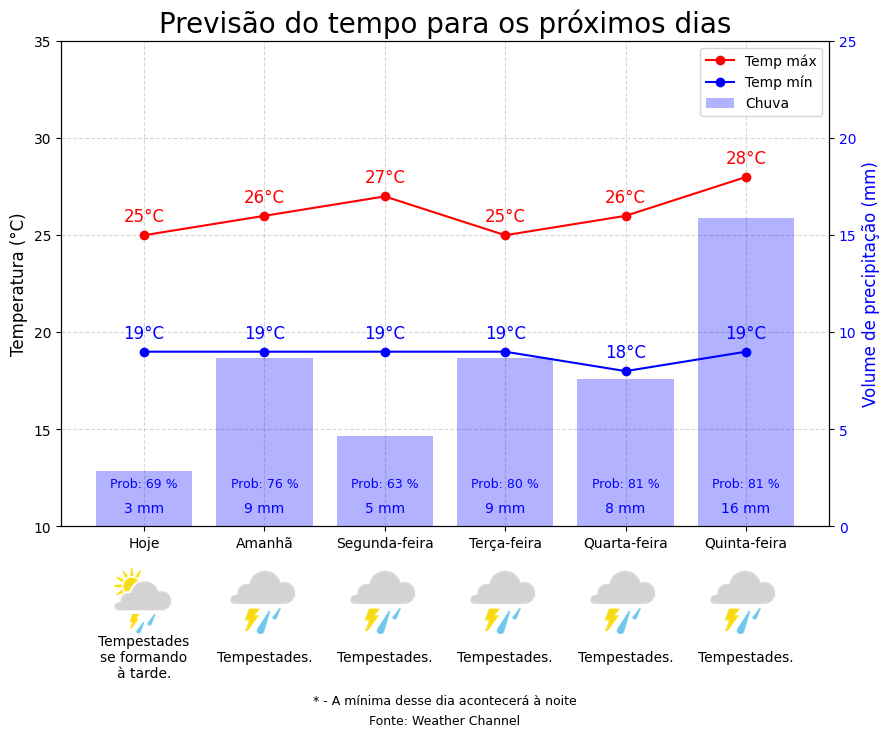 Previsão do tempo para os próximos dias
35
30
25
20
15
10
Temperatura (°C)
25
20
15
10
5
0
Volume de precipitação (mm)
Temp máx
Temp mín
Chuva
25°C 26°C 27°C 25°C 26°C 28°C
19°C 19°C 19°C 19°C 18°C 19°C
Prob: 69 % Prob: 76 % Prob: 63 % Prob: 80 % Prob: 81 % Prob: 81 %
3 mm 9 mm 5 mm 9 mm 8 mm 16 mm
Hoje Amanhã Segunda-feira Terça-feira Quarta-feira Quinta-feira
Tempestades
se formando
à tarde.
Tempestades. Tempestades. Tempestades. Tempestades. Tempestades.
* - A mínima desse dia acontecerá à noite
Fonte: Weather Channel